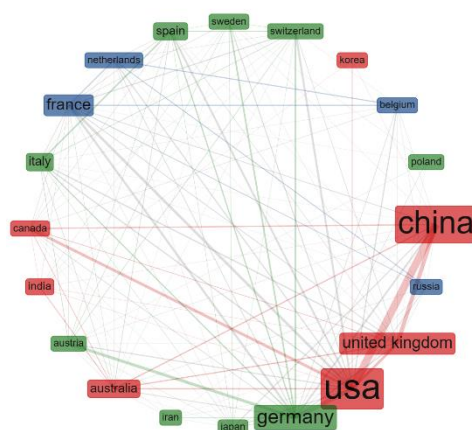 sweden
spain
switzerland
netherlands
korea
france
belgium
italy
poland
canada
china
india
russia
austria
united kingdom
australia
usa
iran
germany
japan